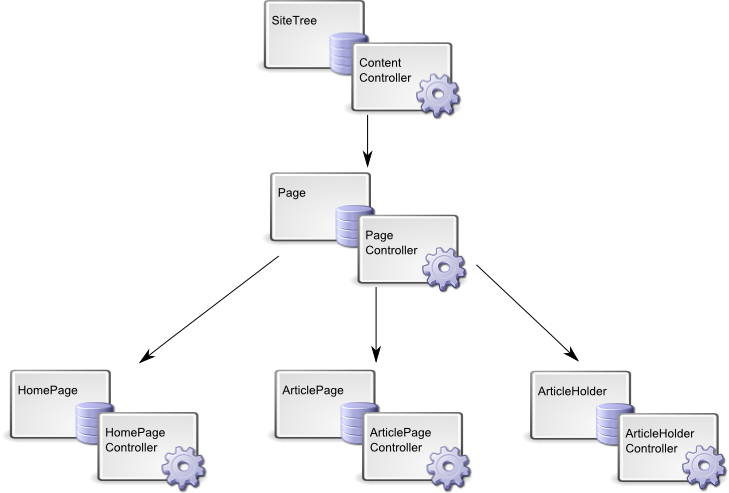 SiteTree
Content
Controller
Page
Page
Controller
HomePage
HomePage
Controller
ArticlePage
ArticlePage
Controller
ArticleHolder
ArticleHolder
Controller